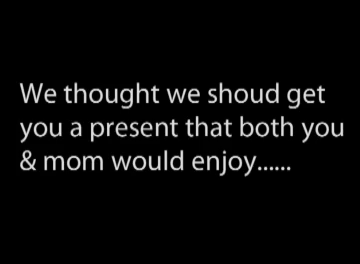 We thought we shoud get
you a present that both you
& mom would enjoy......